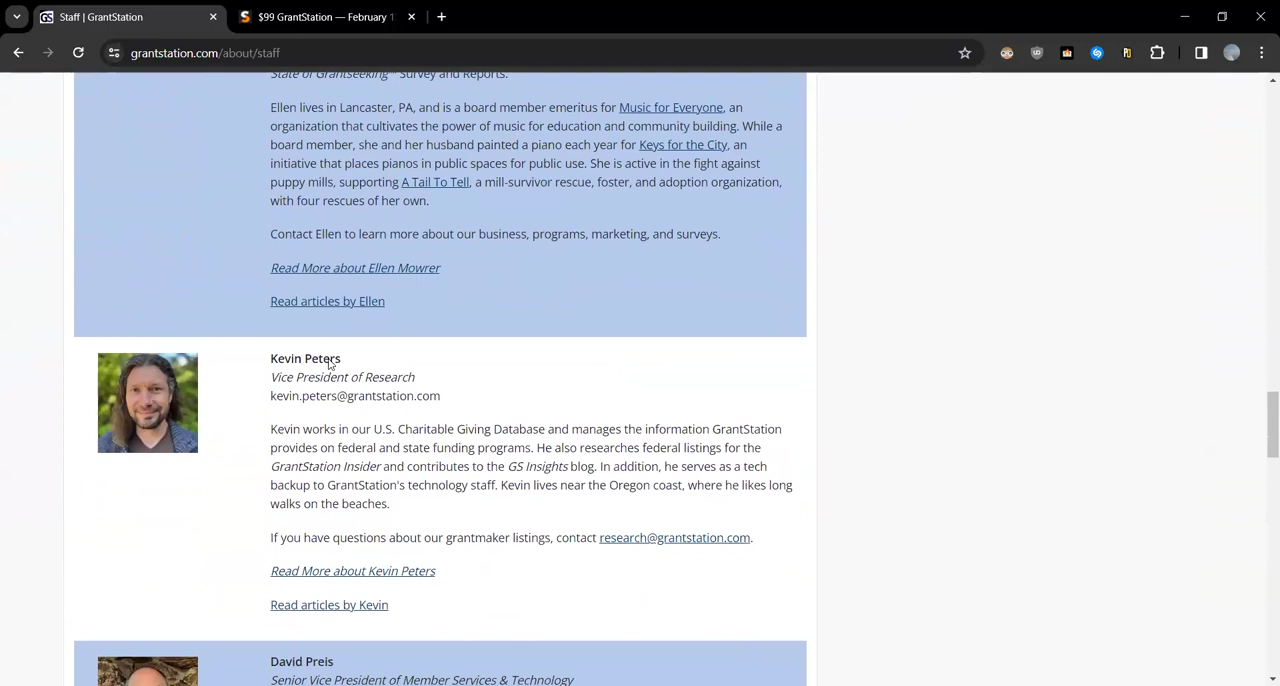 Staff | GrantStation
$99 GrantStation — February 1
grantstation.com/about/staff
State of Grantseeking™ Survey and Reports.
Ellen lives in Lancaster, PA, and is a board member emeritus for Music for Everyone, an
organization that cultivates the power of music for education and community building. While a
board member, she and her husband painted a piano each year for Keys for the City, an
initiative that places pianos in public spaces for public use. She is active in the fight against
puppy mills, supporting A Tail To Tell, a mill-survivor rescue, foster, and adoption organization,
with four rescues of her own.
Contact Ellen to learn more about our business, programs, marketing, and surveys.
Read More about Ellen Mowrer
Read articles by Ellen
Kevin Peters
Vice President of Research
kevin.peters@grantstation.com
Kevin works in our U.S. Charitable Giving Database and manages the information GrantStation
provides on federal and state funding programs. He also researches federal listings for the
GrantStation Insider and contributes to the GS Insights blog. In addition, he serves as a tech
backup to GrantStation's technology staff. Kevin lives near the Oregon coast, where he likes long
walks on the beaches.
If you have questions about our grantmaker listings, contact research@grantstation.com.
Read More about Kevin Peters
Read articles by Kevin
David Preis
Senior Vice President of Member Services & Technology